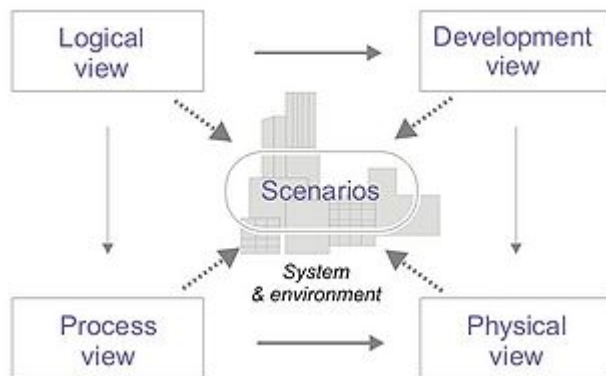 Logical
view
Development
view
Scenarios
System
& environment
Process
view
Physical
view